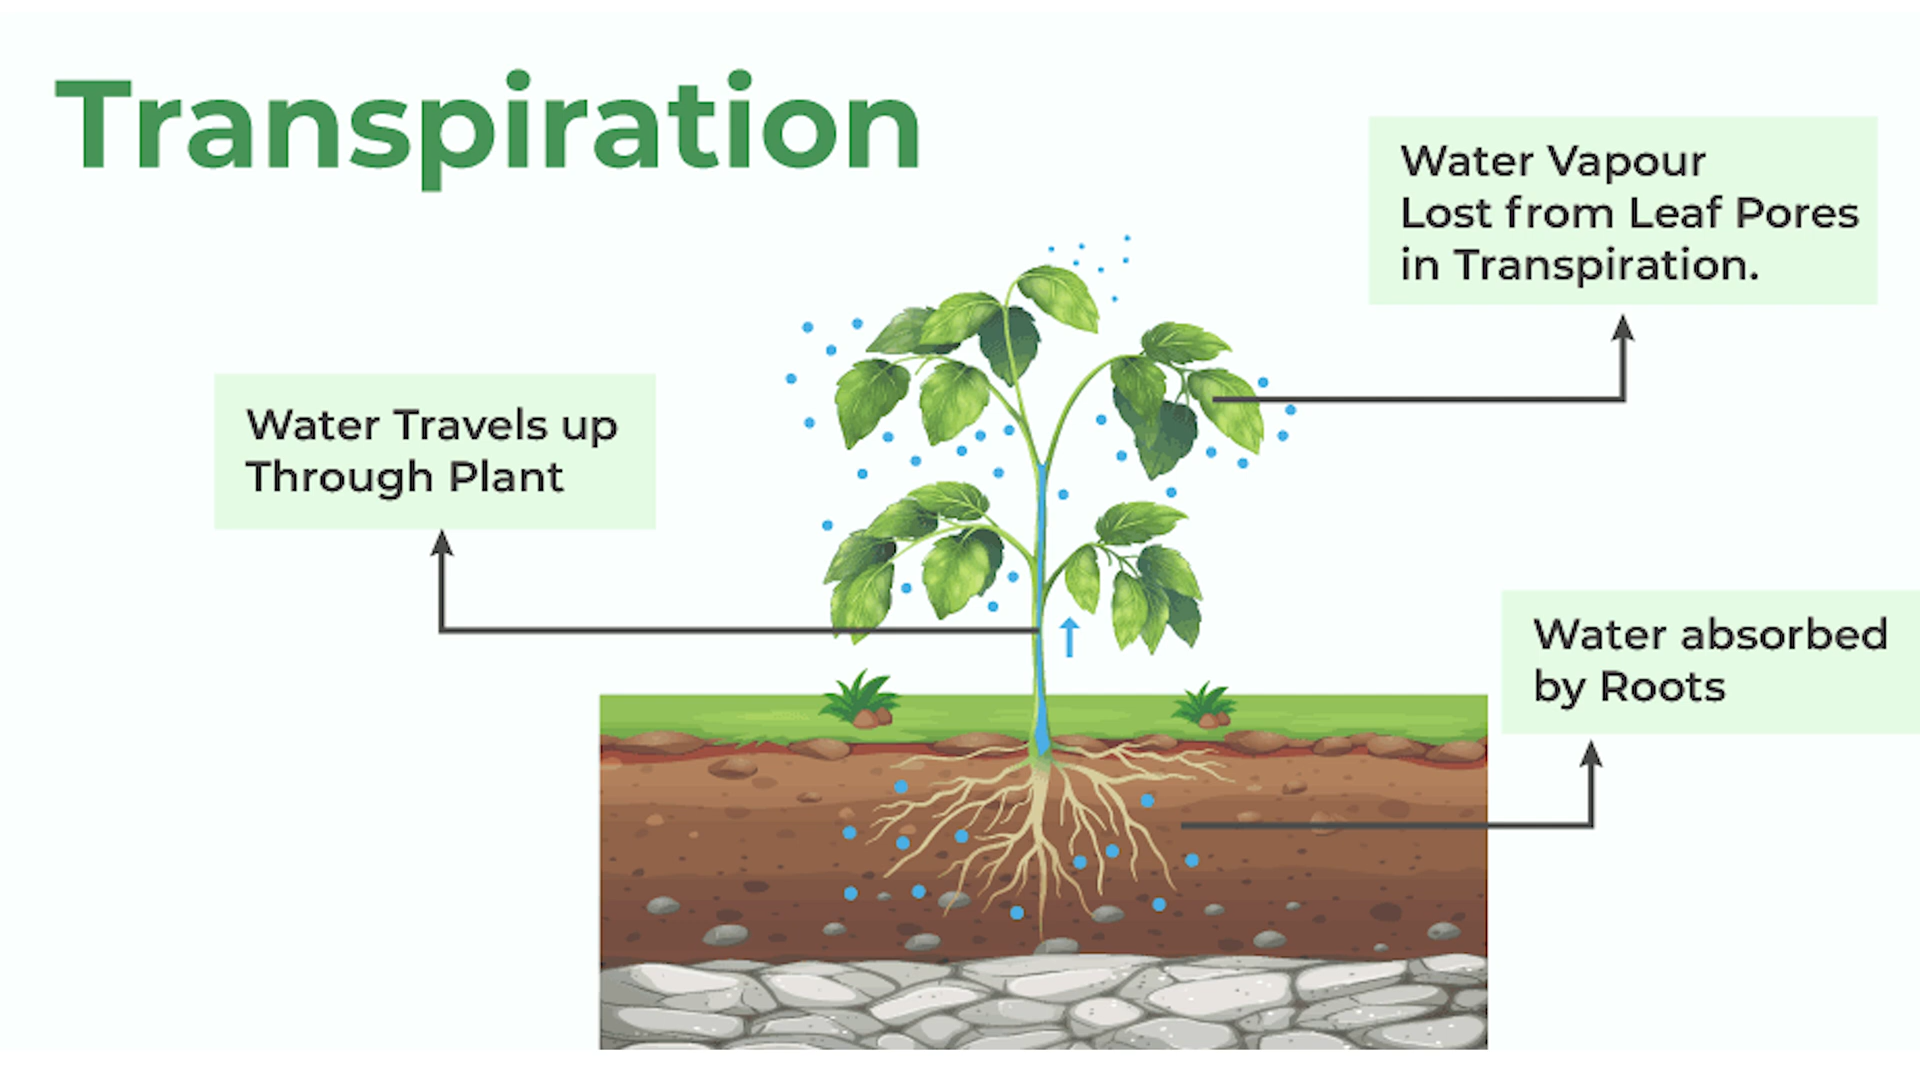 Transpiration
Water Vapour
Lost from Leaf Pores
in Transpiration.
Water Travels up
Through Plant
Water absorbed
by Roots